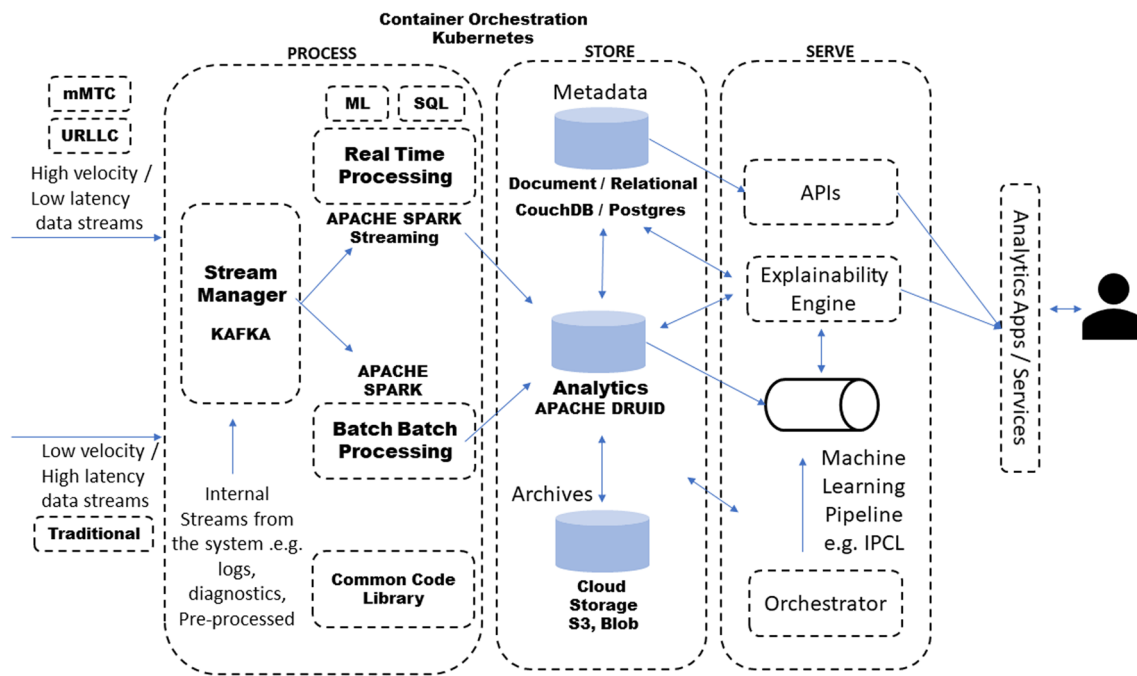 Container Orchestration
Kubernetes
PROCESS
STORE
SERVE
mMTC
URLLC
High velocity /
Low latency
data streams
Low velocity /
High latency
data streams
Traditional
Stream
Manager
KAFKA
Internal
Streams from
the system .e.g.
logs,
diagnostics,
Pre-processed
ML
SQL
Real Time
Processing
APACHE SPARK
Streaming
APACHE
SPARK
Batch Batch
Processing
Common Code
Library
Metadata
Document / Relational
CouchDB / Postgres
Analytics
APACHE DRUID
Archives
Cloud
Storage
S3, Blob
APIs
Explainability
Engine
Machine
Learning
Pipeline
e.g. IPCL
Orchestrator
Analytics Apps / Services